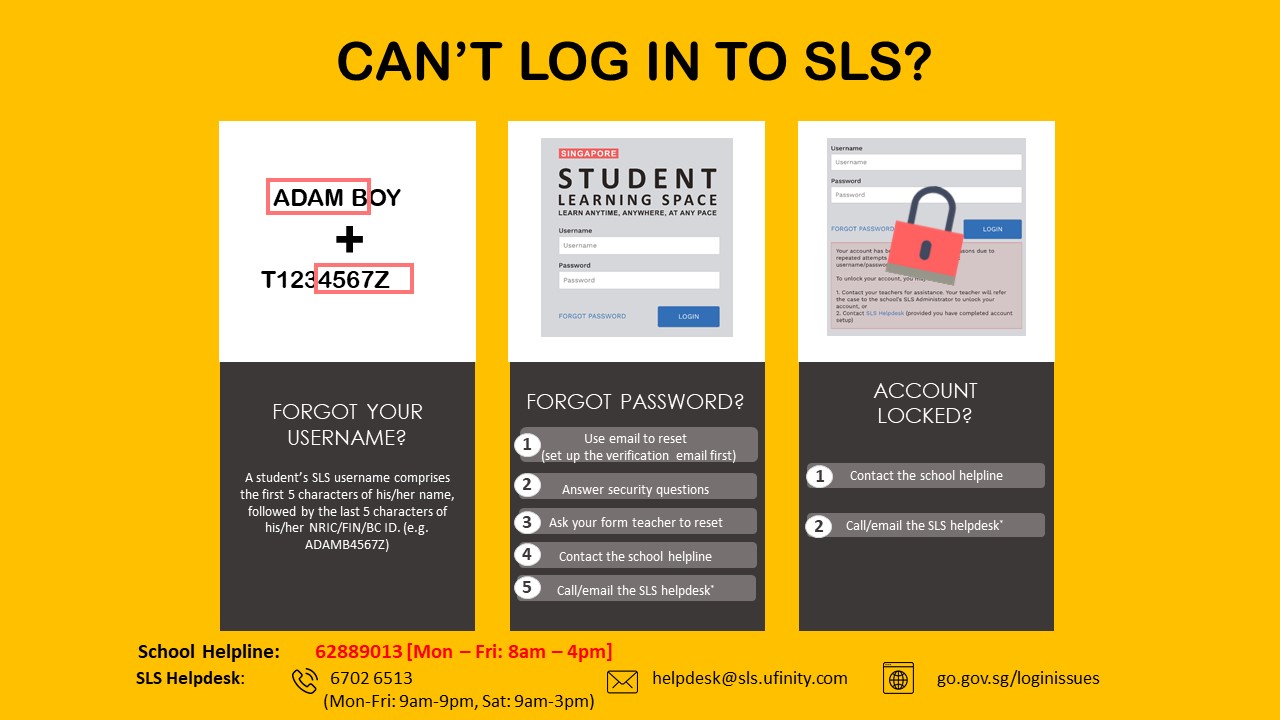 CAN’T LOG IN TO SLS?
ADAM BOY
T1234567Z
FORGOT YOUR
USERNAME?
A student’s SLS username comprises
the first 5 characters of his/her name,
followed by the last 5 characters of
his/her NRIC/FIN/BC ID. (e.g.
ADAMB4567Z)
SINGAPORE
STUDENT
LEARNING SPACE
LEARN ANYTIME, ANYWHERE, AT ANY PACE
Username
Username
Password
Password
FORGOT PASSWORD
LOGIN
FORGOT PASSWORD?
1 Use email to reset
(set up the verification email first)
2 Answer security questions
3 Ask your form teacher to reset
4 Contact the school helpline
5 Call/email the SLS helpdesk*
Username
Username
Password
Password
FORGOT PASSWORD
LOGIN
Your account has due to
repeated attempts
To unlock your account, you
1. Contact your teachers for assistance. Your teacher will refer
the case to the school's SLS Administrator to unlock your
account, or
2. Contact SLS Helpdesk (provided you have completed account
setup)
ACCOUNT
LOCKED?
1 Contact the school helpline
2 Call/email the SLS helpdesk*
School Helpline: 62889013 [Mon – Fri: 8am – 4pm]
SLS Helpdesk: 6702 6513 helpdesk@sls.ufinity.com go.gov.sg/loginissues
(Mon-Fri: 9am-9pm, Sat: 9am-3pm)